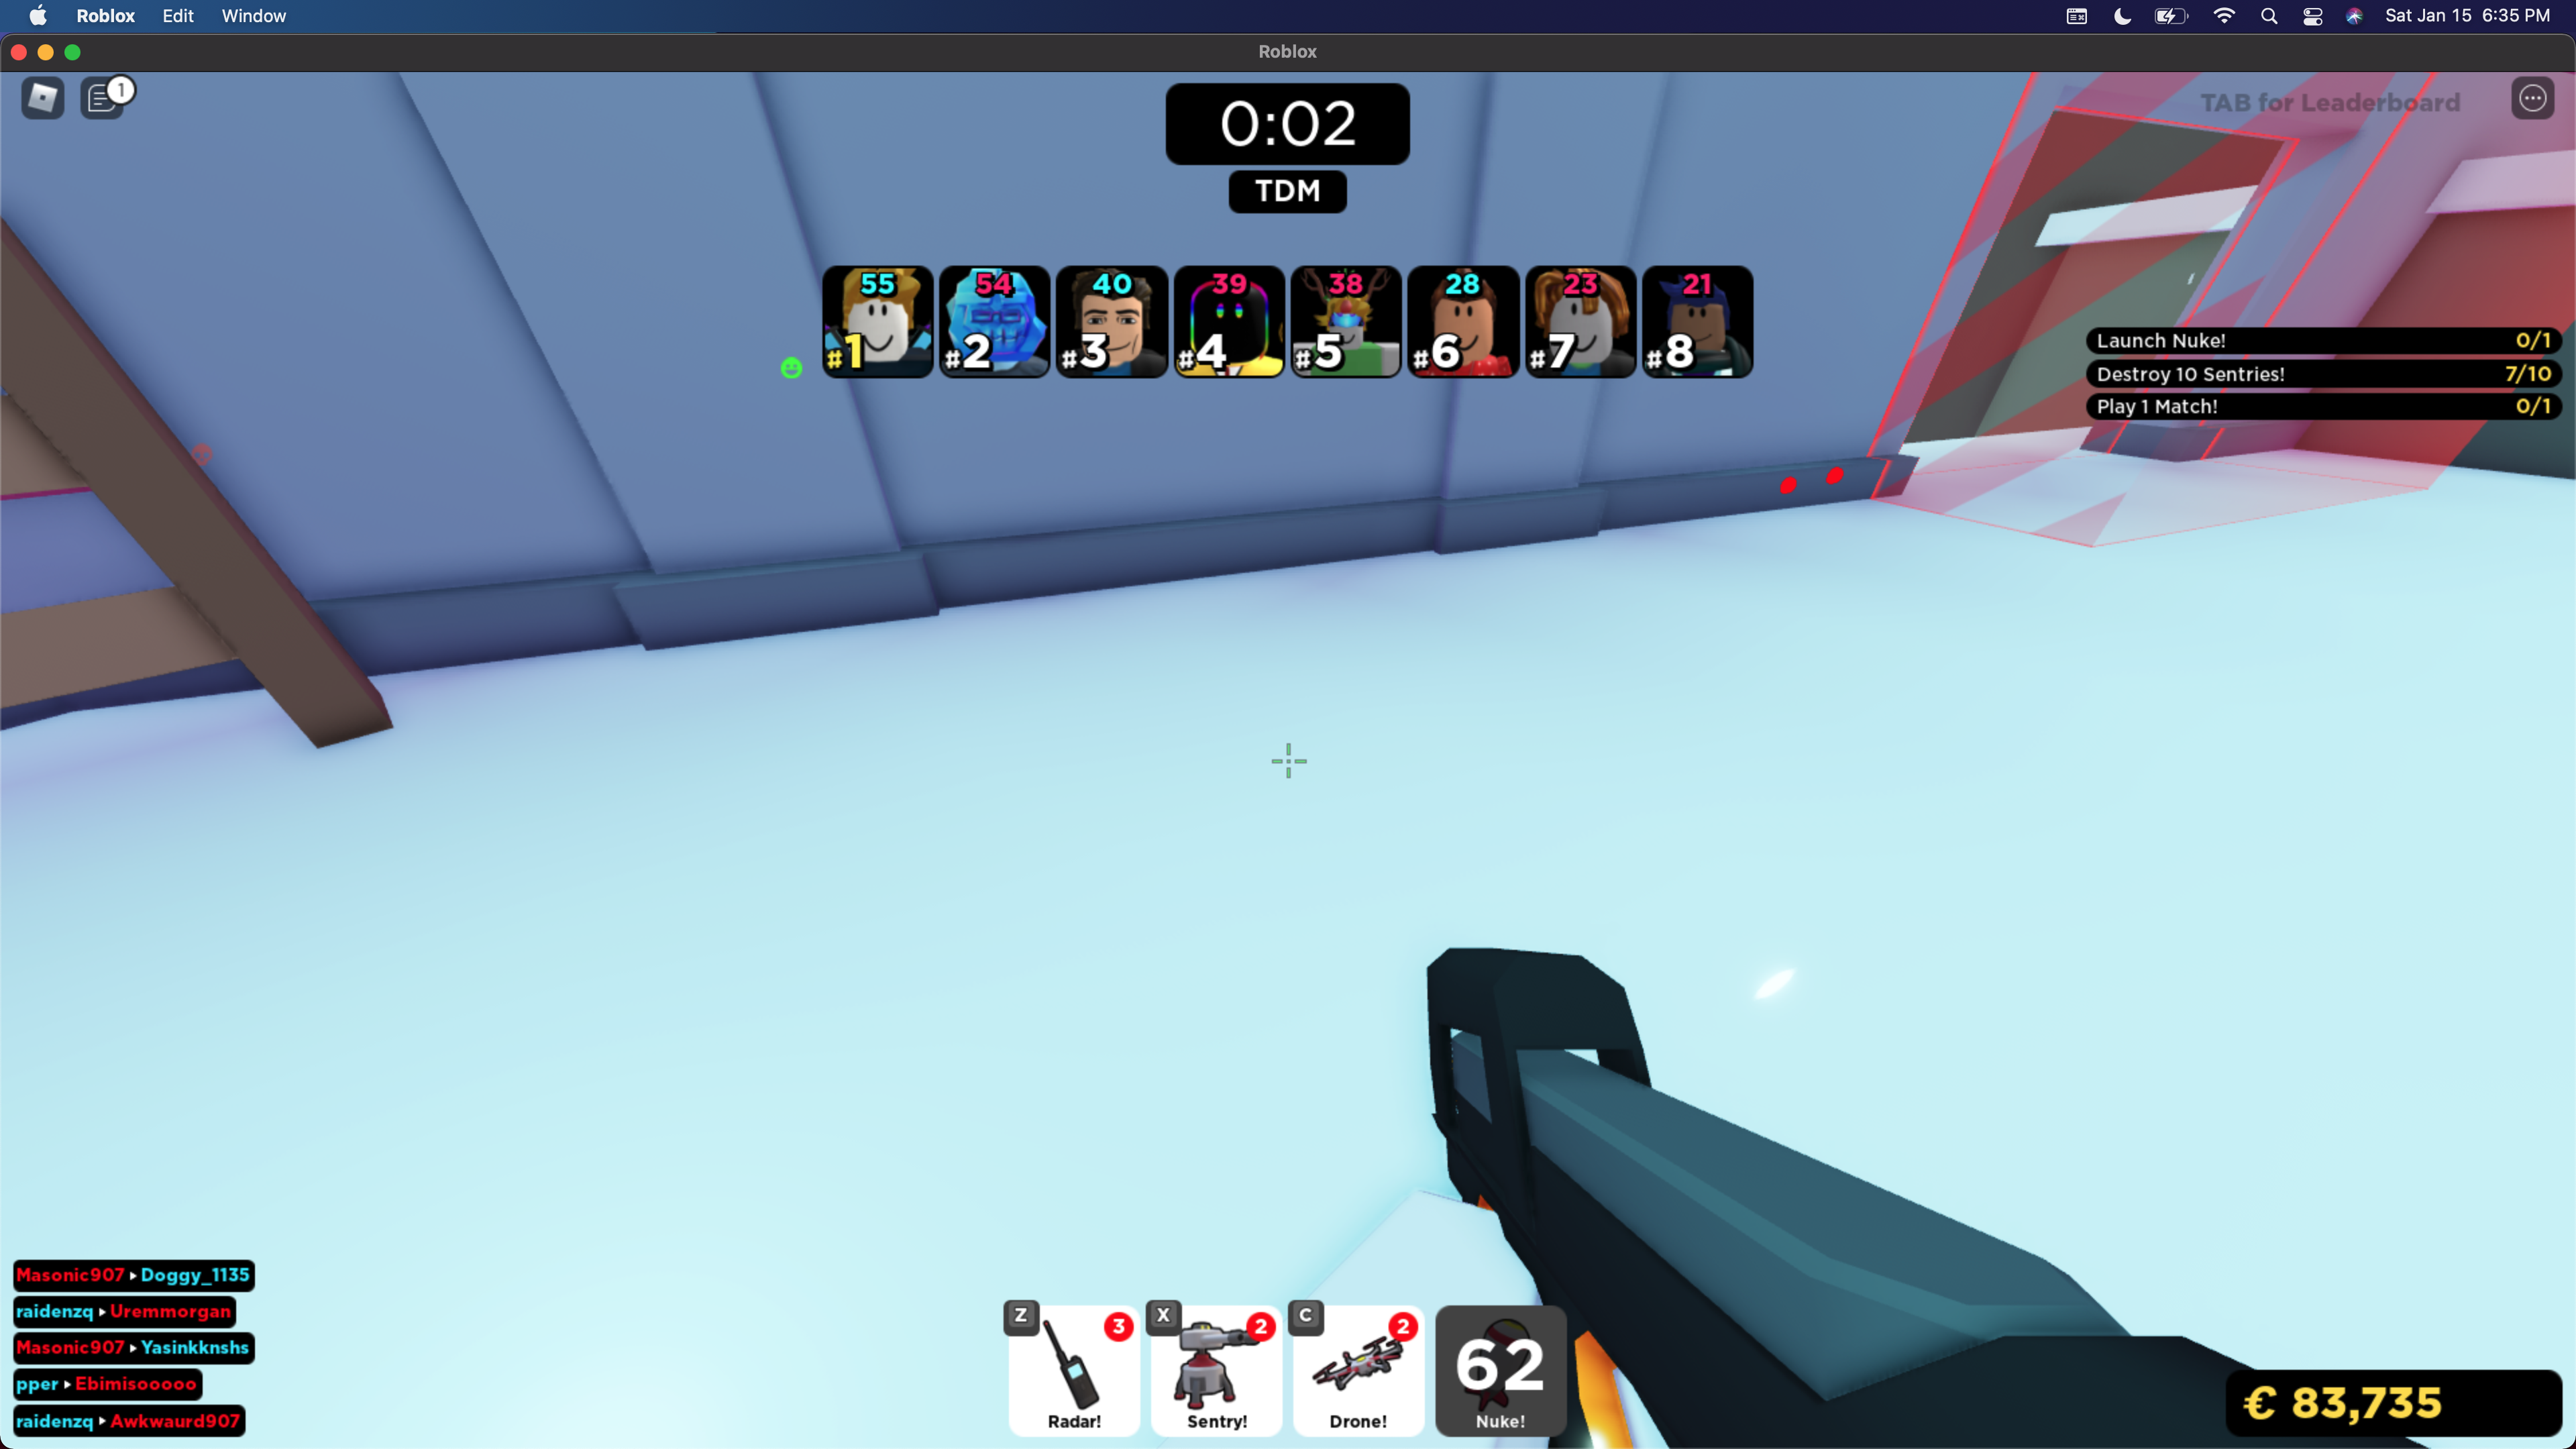 Roblox Edit Window
Sat Jan 15 6:35 PM
Roblox
1
0:02
TAB for Leaderboard
TDM
55 54 40 39 38 28 23 21
#1 #2 #3 #4 #5 #6 #7 #8
Launch Nuke! 0/1
Destroy 10 Sentries! 7/10
Play 1 Match! 0/1
Masonic907 ▸ Doggy_1135
raidenzq ▸ Uremmorgan
Masonic907 ▸ Yasinkknshs
pper ▸ Ebimisooooo
raidenzq ▸ Awkwaurd907
Z 3 X 2 C 2
62
Radar! Sentry! Drone! Nuke!
€ 83,735